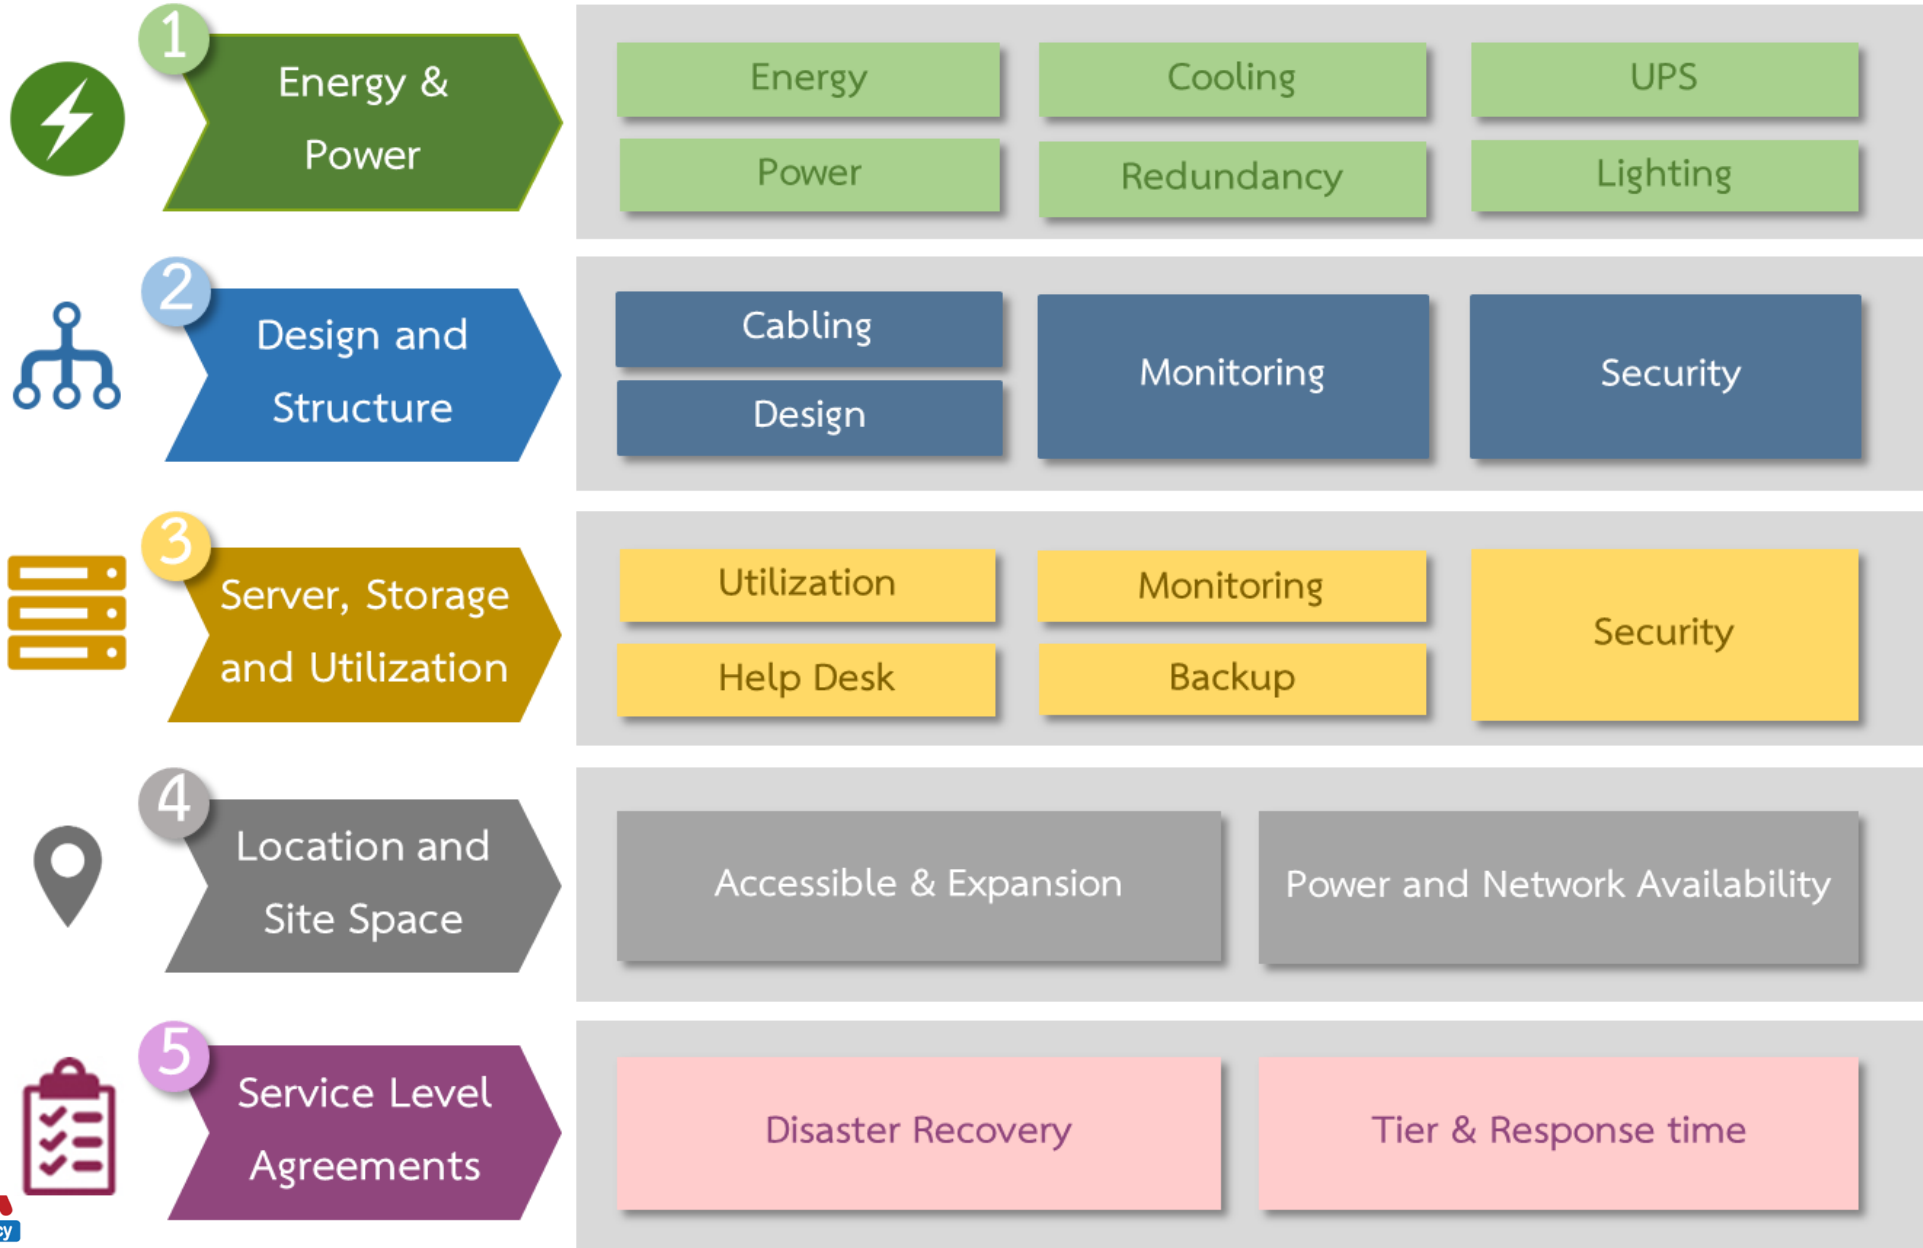 1
Energy &
Power
Energy
Cooling
UPS
Power
Redundancy
Lighting
2
Design and
Structure
Cabling
Design
Monitoring
Security
3
Server, Storage
and Utilization
Utilization
Monitoring
Security
Help Desk
Backup
4
Location and
Site Space
Accessible & Expansion
Power and Network Availability
5
Service Level
Agreements
Disaster Recovery
Tier & Response time